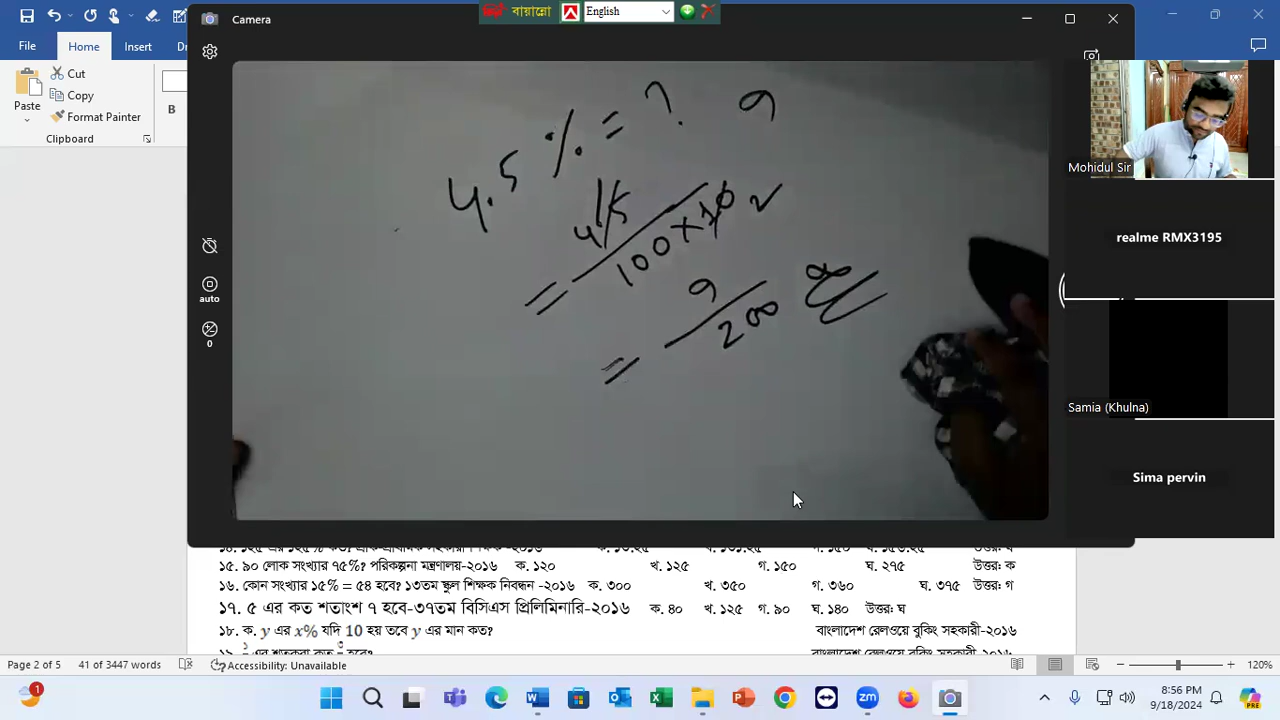 বায়ান্নো English
Camera
File Home Insert
Cut
Copy
Format Painter
Paste
Clipboard
B
auto
0
4.5 % = ? 9
= 45 / 100 × 10 2
= 9 / 200
Mohidul Sir
realme RMX3195
Samia (Khulna)
Sima pervin
১৫. ৯০ লোক সংখ্যার ৭৫%? পরিকল্পনা মন্ত্রণালয়-২০১৬ ক. ১২০ খ. ১২৫ গ. ১৫০ ঘ. ২৭৫ উত্তর: ক
১৬. কোন সংখ্যার ১৫% = ৫৪ হবে? ১৩তম স্কুল শিক্ষক নিবন্ধন -২০১৬ ক. ৩০০ খ. ৩৫০ গ. ৩৬০ ঘ. ৩৭৫ উত্তর: গ
১৭. ৫ এর কত শতাংশ ৭ হবে-৩৭তম বিসিএস প্রিলিমিনারি-২০১৬ ক. ৪০ খ. ১২৫ গ. ৯০ ঘ. ১৪০ উত্তর: ঘ
১৮. ক. y এর x% যদি 10 হয় তবে y এর মান কত? বাংলাদেশ রেলওয়ে বুকিং সহকারী-২০১৬
Page 2 of 5 41 of 3447 words Accessibility: Unavailable 120%
1
8:56 PM
9/18/2024